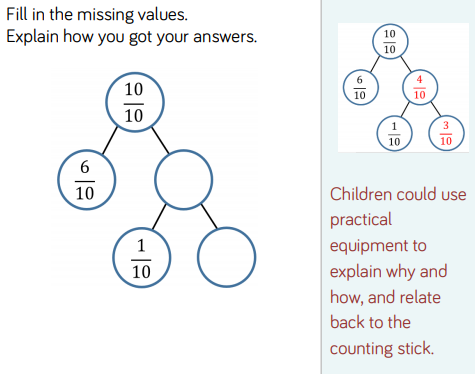 Fill in the missing values.
Explain how you got your answers.
10
10
6
10
1
10
10
10
6
10
4
10
1
10
3
10
Children could use
practical
equipment to
explain why and
how, and relate
back to the
counting stick.